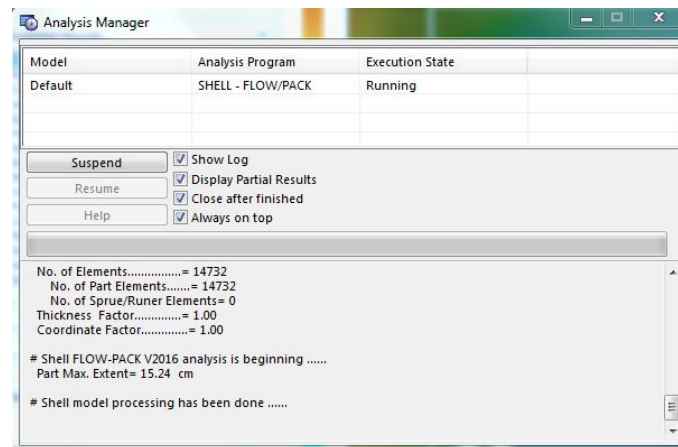 Analysis Manager
Model Analysis Program Execution State
Default SHELL - FLOW/PACK Running
Suspend Show Log
Resume Display Partial Results
Close after finished
Help Always on top
No. of Elements................= 14732
No. of Part Elements.......= 14732
No. of Sprue/Runer Elements= 0
Thickness Factor..............= 1.00
Coordinate Factor..............= 1.00
# Shell FLOW-PACK V2016 analysis is beginning ......
Part Max. Extent= 15.24 cm
# Shell model processing has been done ......